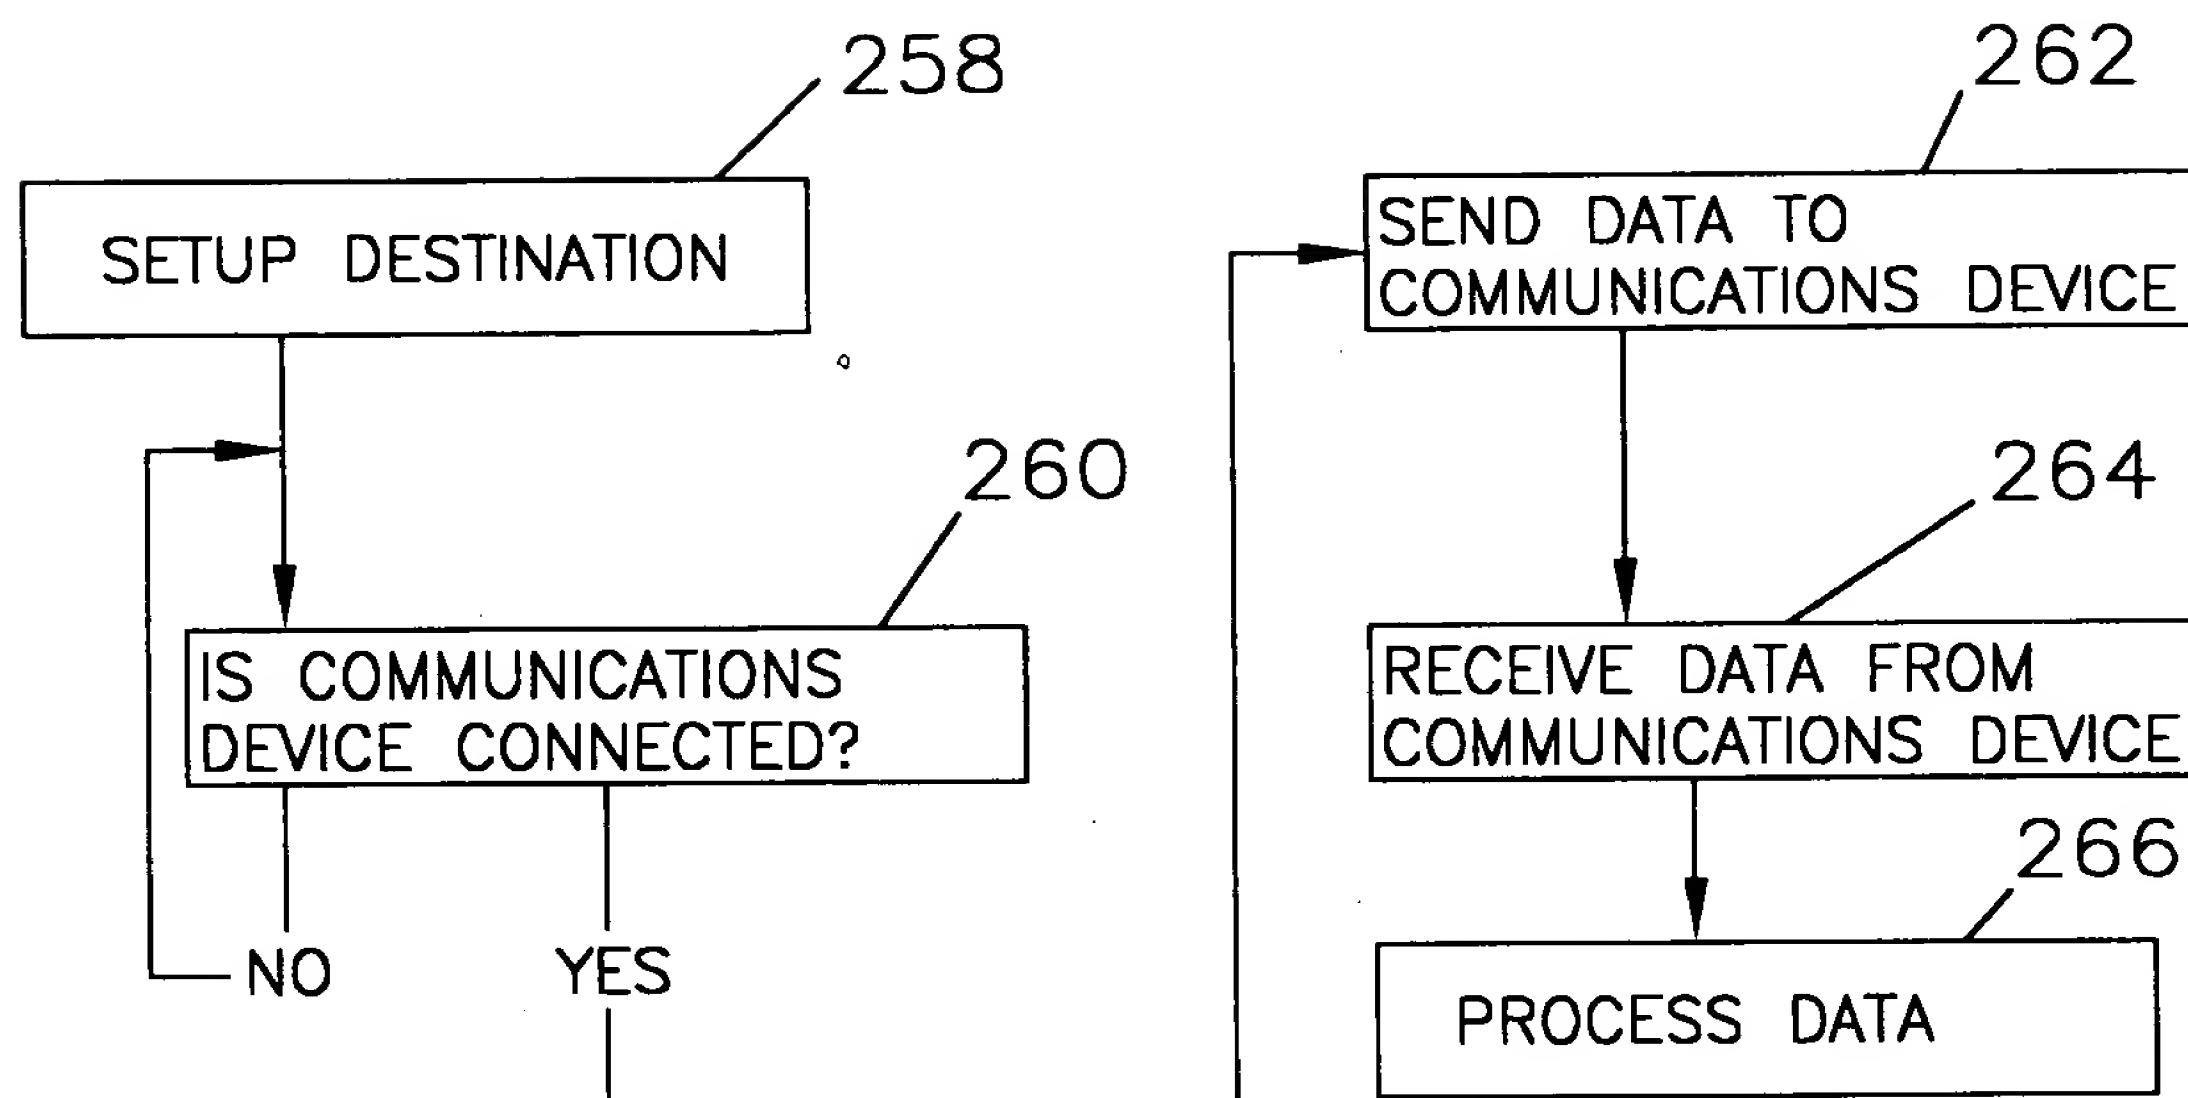 258
SETUP DESTINATION
260
IS COMMUNICATIONS
DEVICE CONNECTED?
NO
YES
262
SEND DATA TO
COMMUNICATIONS DEVICE
264
RECEIVE DATA FROM
COMMUNICATIONS DEVICE
266
PROCESS DATA